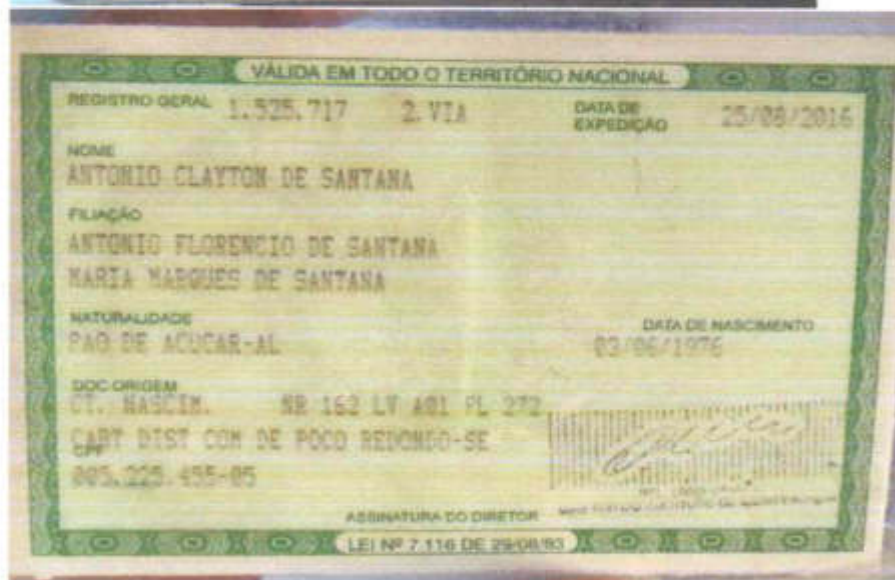 VÁLIDA EM TODO O TERRITÓRIO NACIONAL
REGISTRO GERAL 1.525.717 2.VIA DATA DE EXPEDIÇÃO 25/08/2016
NOME
ANTONIO CLAYTON DE SANTANA
FILIAÇÃO
ANTONIO FLORENCIO DE SANTANA
MARIA MARQUES DE SANTANA
NATURALIDADE DATA DE NASCIMENTO
PAO DE ACUCAR-AL 03/06/1976
DOC ORIGEM
CT. NASCIM. NR 162 LV A01 FL 272
CART DIST COM DE POCO REDONDO-SE
CPF
005.225.455-05
ASSINATURA DO DIRETOR
LEI Nº 7.116 DE 29/08/83